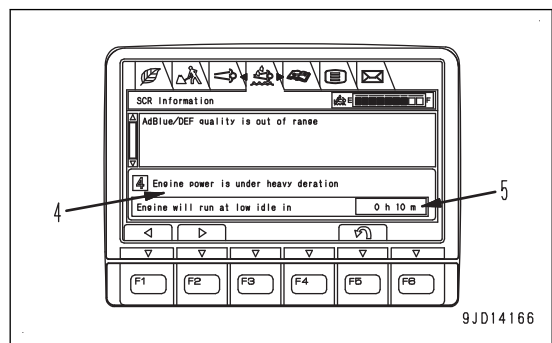 SCR Information
E F
AdBlue/DEF quality is out of range
4 Engine power is under heavy deration
4
5
Engine will run at low idle in 0 h 10 m
F1 F2 F3 F4 F5 F6
9JD14166